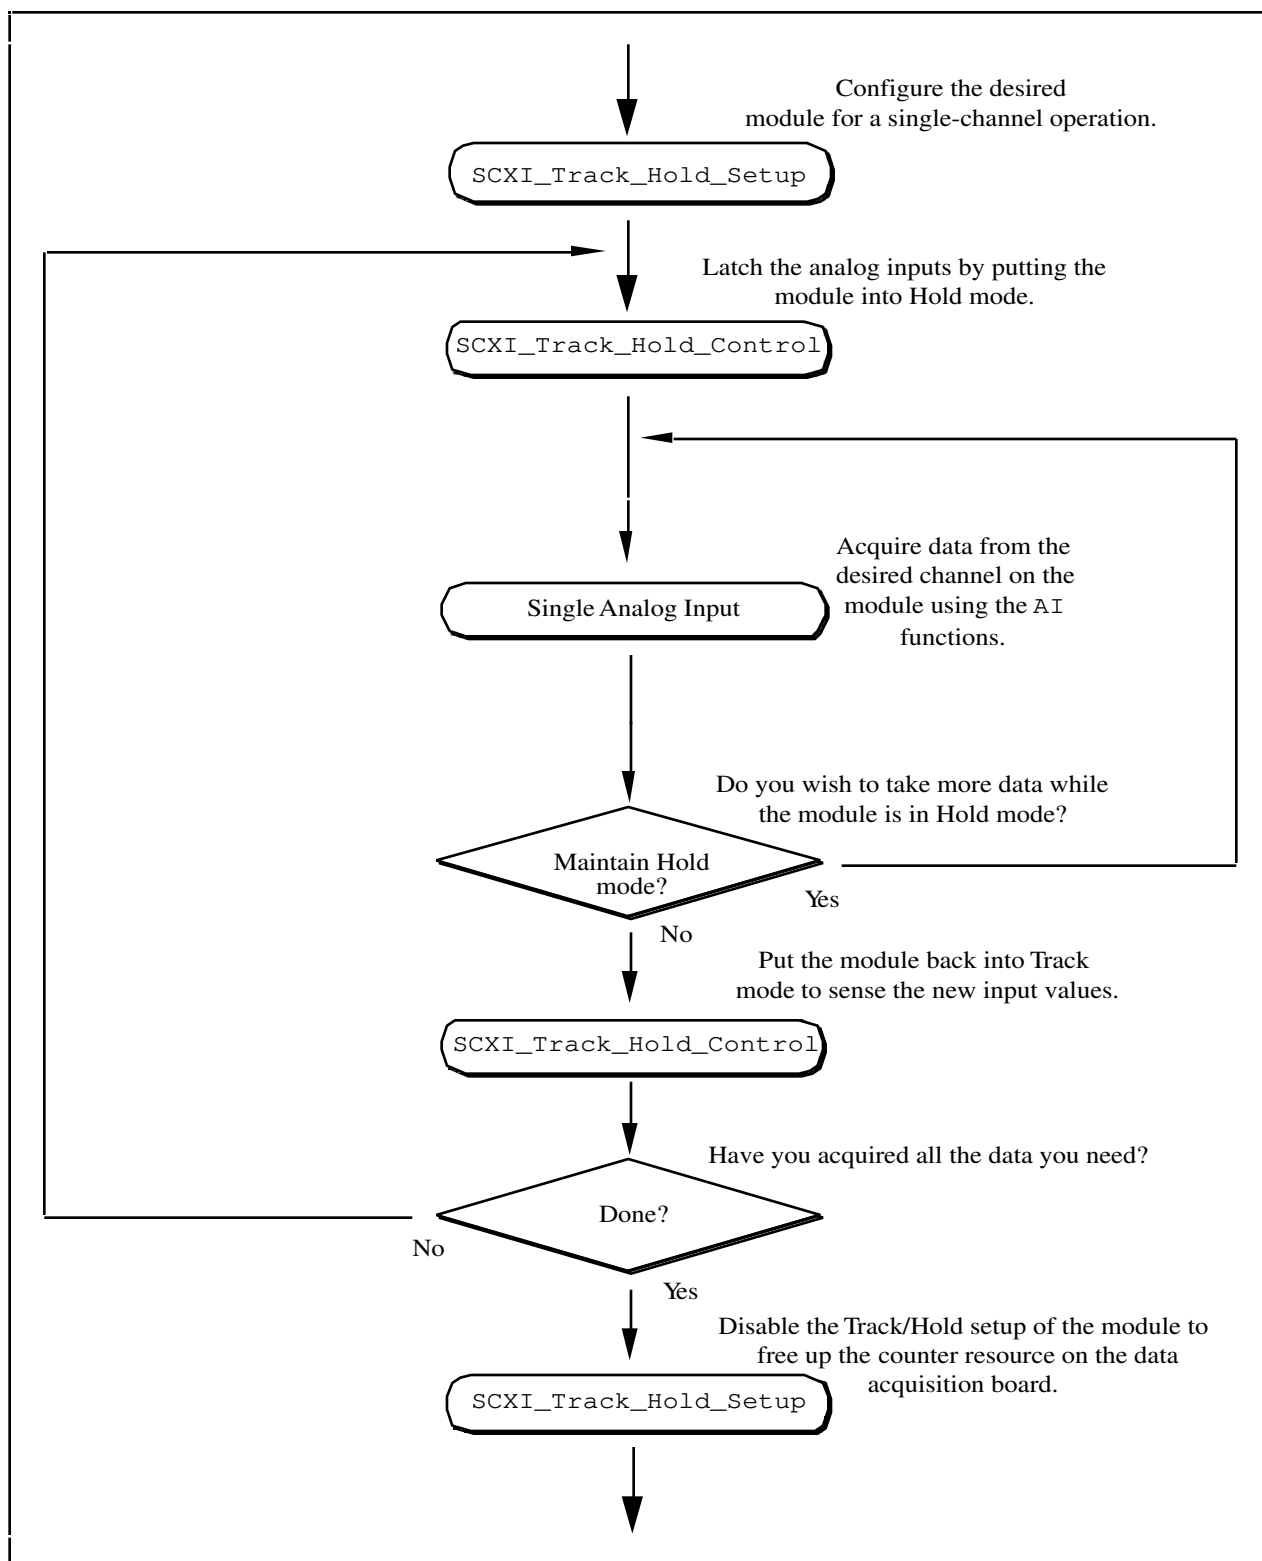 Configure the desired
module for a single-channel operation.
SCXI_Track_Hold_Setup
Latch the analog inputs by putting the
module into Hold mode.
SCXI_Track_Hold_Control
Acquire data from the
desired channel on the
module using the AI
functions.
Single Analog Input
Do you wish to take more data while
the module is in Hold mode?
Maintain Hold
mode?
Yes
No
Put the module back into Track
mode to sense the new input values.
SCXI_Track_Hold_Control
Have you acquired all the data you need?
Done?
No
Yes
Disable the Track/Hold setup of the module to
free up the counter resource on the data
acquisition board.
SCXI_Track_Hold_Setup